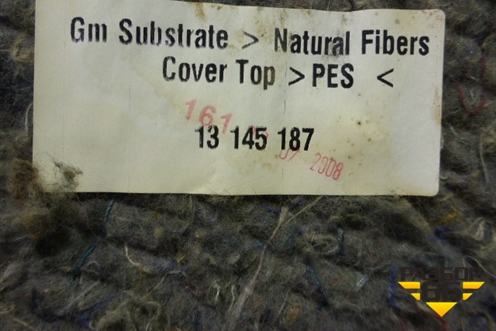 Gm Substrate > Natural Fibers
Cover Top > PES <
161
13 145 187
07 2008